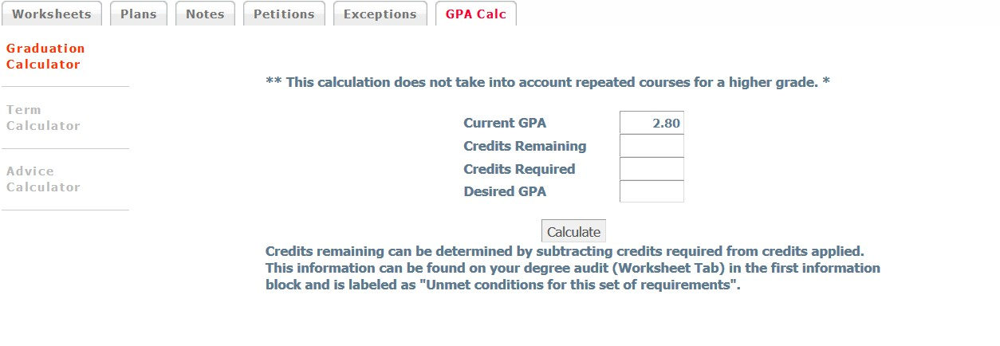 Worksheets Plans Notes Petitions Exceptions GPA Calc
Graduation
Calculator
Term
Calculator
Advice
Calculator
** This calculation does not take into account repeated courses for a higher grade. *
Current GPA 2.80
Credits Remaining
Credits Required
Desired GPA
Calculate
Credits remaining can be determined by subtracting credits required from credits applied.
This information can be found on your degree audit (Worksheet Tab) in the first information
block and is labeled as "Unmet conditions for this set of requirements".